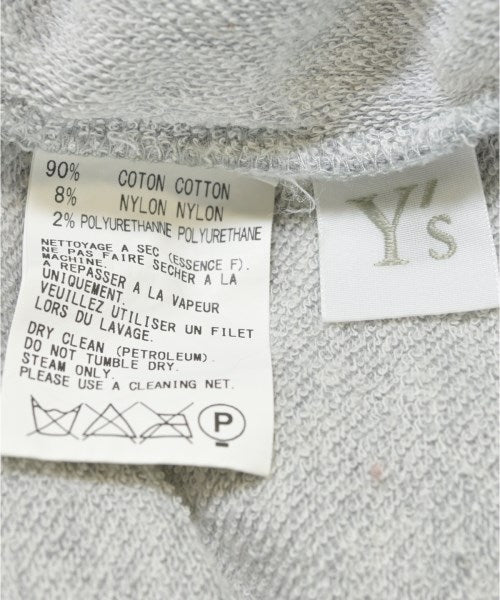 90% COTON COTTON
8% NYLON NYLON
2% POLYURETHANNE POLYURETHANE
NETTOYAGE A SEC (ESSENCE F).
NE PAS FAIRE SECHER A LA
MACHINE.
A REPASSER A LA VAPEUR
UNIQUEMENT.
VEUILLEZ UTILISER UN FILET
LORS DU LAVAGE.
DRY CLEAN (PETROLEUM).
DO NOT TUMBLE DRY.
STEAM ONLY.
PLEASE USE A CLEANING NET.
P
Y's